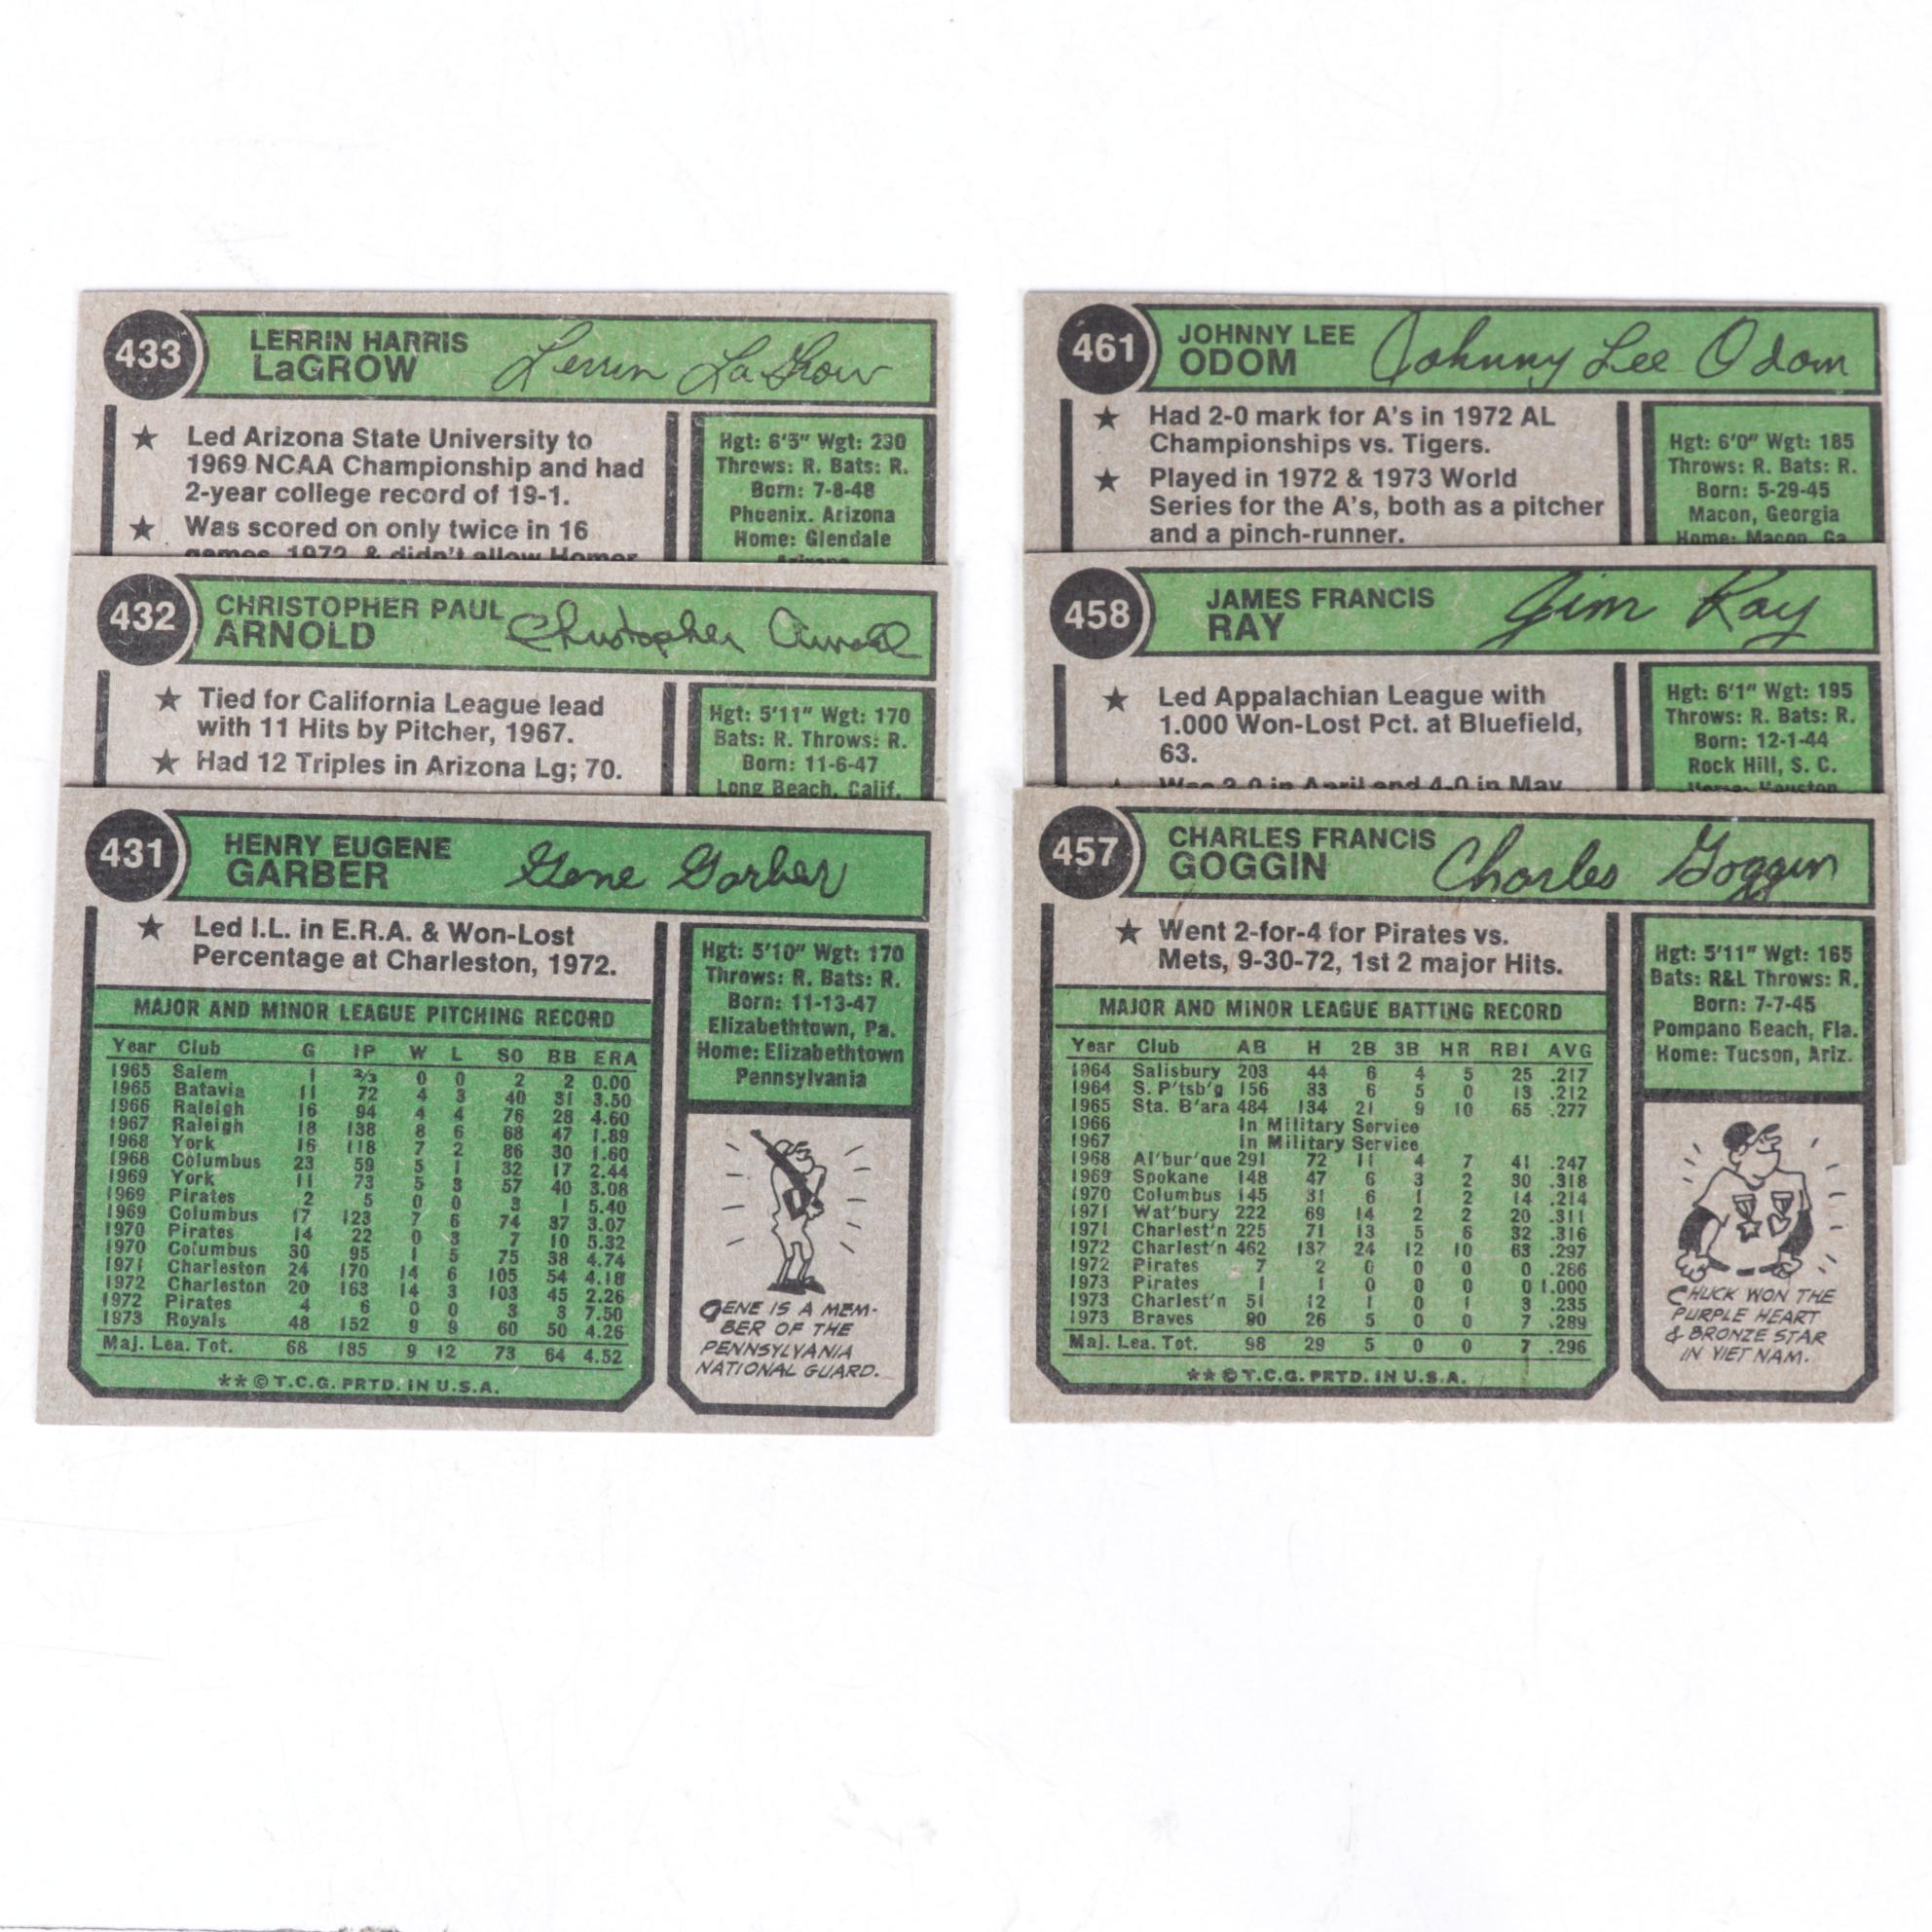 433
LERRIN HARRIS
LaGROW
Lerrin LaGrow
★ Led Arizona State University to
1969 NCAA Championship and had
2-year college record of 19-1.
★ Was scored on only twice in 16
games, 1972, & didn't allow Homer
Hgt: 6'5" Wgt: 230
Throws: R. Bats: R.
Born: 7-8-48
Phoenix. Arizona
Home: Glendale
Arizona
432
CHRISTOPHER PAUL
ARNOLD
Christopher Arnold
★ Tied for California League lead
with 11 Hits by Pitcher, 1967.
★ Had 12 Triples in Arizona Lg; 70.
Hgt: 5'11" Wgt: 170
Bats: R. Throws: R.
Born: 11-6-47
Long Beach, Calif.
431
HENRY EUGENE
GARBER
Gene Garber
★ Led I.L. in E.R.A. & Won-Lost
Percentage at Charleston, 1972.
MAJOR AND MINOR LEAGUE PITCHING RECORD
Year Club G IP W L SO BB ERA
1965 Salem 1 2/3 0 0 2 2 0.00
1965 Batavia 11 72 4 3 40 31 3.50
1966 Raleigh 16 94 4 4 76 28 4.60
1967 Raleigh 18 138 8 6 68 47 1.89
1968 York 16 118 7 2 86 30 1.60
1968 Columbus 23 59 5 1 32 17 2.44
1969 York 11 73 5 3 57 40 3.08
1969 Pirates 2 5 0 0 3 1 5.40
1969 Columbus 17 123 7 6 74 37 3.07
1970 Pirates 14 22 0 3 7 10 5.32
1970 Columbus 30 95 1 5 75 38 4.74
1971 Charleston 24 170 14 6 105 54 4.18
1972 Charleston 20 163 14 3 103 45 2.26
1972 Pirates 4 6 0 0 3 3 7.50
1973 Royals 48 152 9 9 60 50 4.26
Maj. Lea. Tot. 68 185 9 12 73 64 4.52
** © T.C.G. PRTD. IN U.S.A.
Hgt: 5'10" Wgt: 170
Throws: R. Bats: R.
Born: 11-13-47
Elizabethtown, Pa.
Home: Elizabethtown
Pennsylvania
GENE IS A MEM-
BER OF THE
PENNSYLVANIA
NATIONAL GUARD.
461
JOHNNY LEE
ODOM
Johnny Lee Odom
★ Had 2-0 mark for A's in 1972 AL
Championships vs. Tigers.
★ Played in 1972 & 1973 World
Series for the A's, both as a pitcher
and a pinch-runner.
Hgt: 6'0" Wgt: 185
Throws: R. Bats: R.
Born: 5-29-45
Macon, Georgia
Home: Macon, Ga.
458
JAMES FRANCIS
RAY
Jim Ray
★ Led Appalachian League with
1.000 Won-Lost Pct. at Bluefield,
63.
Was 2-0 in April and 4-0 in May
Hgt: 6'1" Wgt: 195
Throws: R. Bats: R.
Born: 12-1-44
Rock Hill, S. C.
Home: Houston
457
CHARLES FRANCIS
GOGGIN
Charles Goggin
★ Went 2-for-4 for Pirates vs.
Mets, 9-30-72, 1st 2 major Hits.
MAJOR AND MINOR LEAGUE BATTING RECORD
Year Club AB H 2B 3B HR RBI AVG
1964 Salisbury 203 44 6 4 5 25 .217
1964 S. P'tsb'g 156 33 6 5 0 13 .212
1965 Sta. B'ara 484 134 21 9 10 65 .277
1966 In Military Service
1967 In Military Service
1968 Al'bur'que 291 72 11 4 7 41 .247
1969 Spokane 148 47 6 3 2 30 .318
1970 Columbus 145 31 6 1 2 14 .214
1971 Wat'bury 222 69 14 2 2 20 .311
1971 Charlest'n 225 71 13 5 6 32 .316
1972 Charlest'n 462 137 24 12 10 63 .297
1972 Pirates 7 2 0 0 0 0 .286
1973 Pirates 1 1 0 0 0 0 1.000
1973 Charlest'n 51 12 1 0 1 3 .235
1973 Braves 90 26 5 0 0 7 .289
Maj. Lea. Tot. 98 29 5 0 0 7 .296
** © T.C.G. PRTD. IN U.S.A.
Hgt: 5'11" Wgt: 165
Bats: R&L Throws: R.
Born: 7-7-45
Pompano Beach, Fla.
Home: Tucson, Ariz.
CHUCK WON THE
PURPLE HEART
& BRONZE STAR
IN VIET NAM.